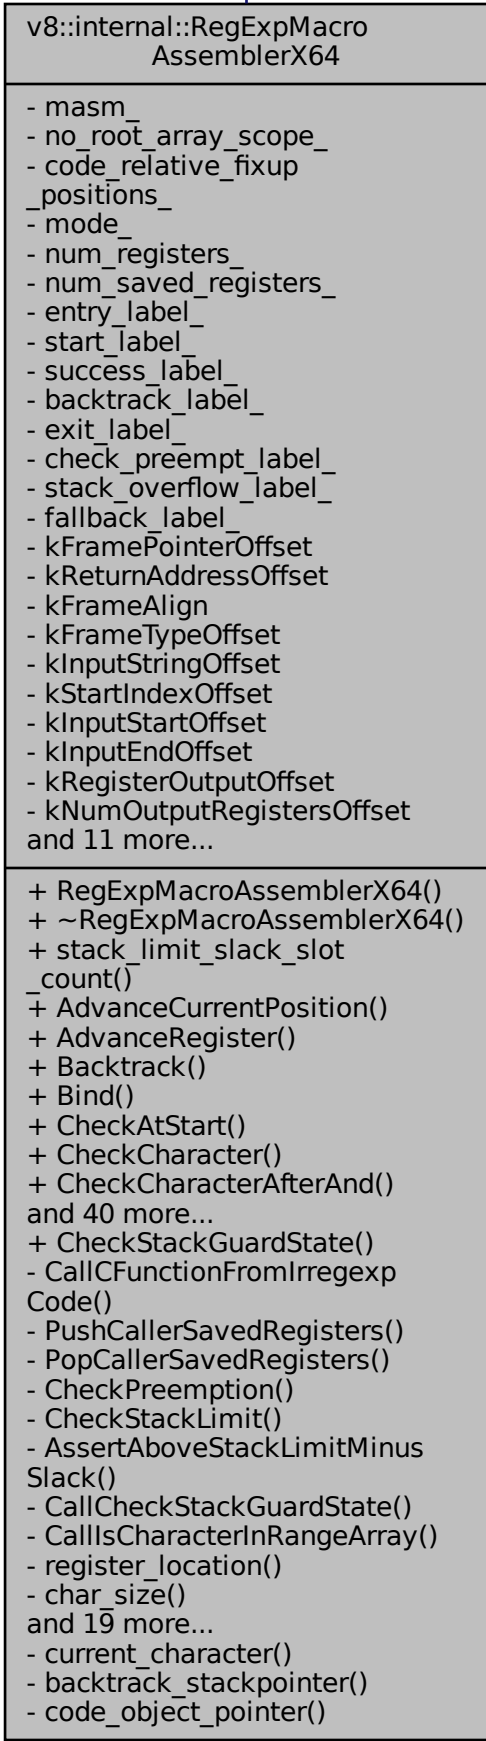 v8::internal::RegExpMacro
AssemblerX64
- masm_
- no_root_array_scope_
- code_relative_fixup
_positions_
- mode_
- num_registers_
- num_saved_registers_
- entry_label_
- start_label_
- success_label_
- backtrack_label_
- exit_label_
- check_preempt_label_
- stack_overflow_label_
- fallback_label_
- kFramePointerOffset
- kReturnAddressOffset
- kFrameAlign
- kFrameTypeOffset
- kInputStringOffset
- kStartIndexOffset
- kInputStartOffset
- kInputEndOffset
- kRegisterOutputOffset
- kNumOutputRegistersOffset
and 11 more...
+ RegExpMacroAssemblerX64()
+ ~RegExpMacroAssemblerX64()
+ stack_limit_slack_slot
_count()
+ AdvanceCurrentPosition()
+ AdvanceRegister()
+ Backtrack()
+ Bind()
+ CheckAtStart()
+ CheckCharacter()
+ CheckCharacterAfterAnd()
and 40 more...
+ CheckStackGuardState()
- CallCFunctionFromIrregexp
Code()
- PushCallerSavedRegisters()
- PopCallerSavedRegisters()
- CheckPreemption()
- CheckStackLimit()
- AssertAboveStackLimitMinus
Slack()
- CallCheckStackGuardState()
- CallIsCharacterInRangeArray()
- register_location()
- char_size()
and 19 more...
- current_character()
- backtrack_stackpointer()
- code_object_pointer()